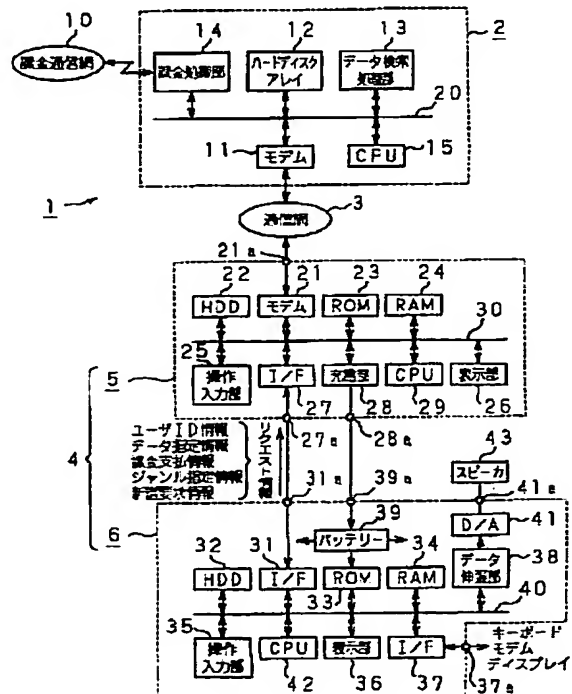 10
14
12
13
2
課金通信網
課金処理部
ハードディスク
アレイ
データ検索
処理部
20
11
モデム
CPU
15
1
通信網
3
21a
22
21
23
24
HDD
モデム
ROM
RAM
30
25
操作
入力部
I/F
充電部
CPU
表示部
5
27
28
29
26
4
ユーザID情報
データ指定情報
課金支払情報
ジャンル指定情報
新譜要求情報
リクエスト情報
27a
28a
43
スピーカ
31a
39a
41a
6
39
バッテリー
D/A
41
32
31
34
データ
伸張部
38
HDD
I/F
ROM
RAM
33
40
35
操作
入力部
CPU
表示部
I/F
キーボード
モデム
ディスプレイ
42
36
37
37a